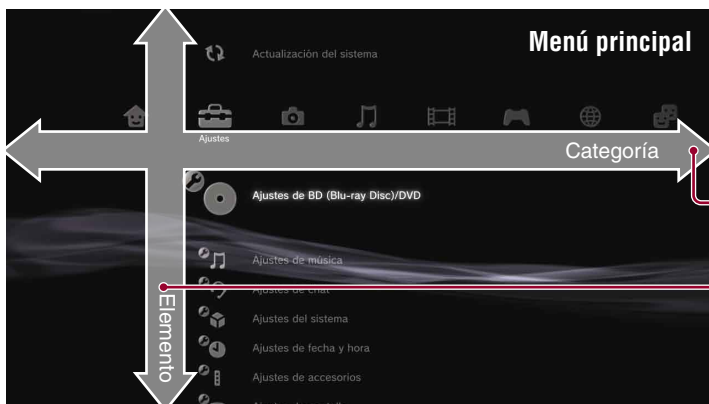 Menú principal
Actualización del sistema
Ajustes
Categoría
Ajustes de BD (Blu-ray Disc)/DVD
Ajustes de música
Ajustes de chat
Elemento
Ajustes del sistema
Ajustes de fecha y hora
Ajustes de accesorios